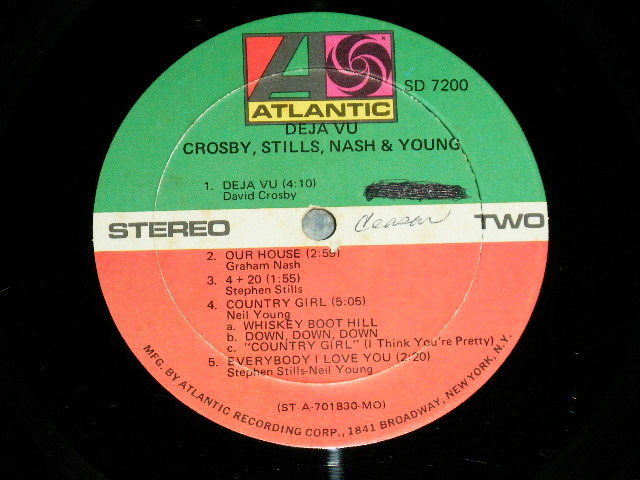 ATLANTIC
SD 7200
DEJA VU
CROSBY, STILLS, NASH & YOUNG
1. DEJA VU (4:10)
David Crosby
STEREO
TWO
2. OUR HOUSE (2:59)
Graham Nash
3. 4 + 20 (1:55)
Stephen Stills
4. COUNTRY GIRL (5:05)
Neil Young
a. WHISKEY BOOT HILL
b. DOWN, DOWN, DOWN
c. "COUNTRY GIRL" (I Think You're Pretty)
5. EVERYBODY I LOVE YOU (2:20)
Stephen Stills-Neil Young
(ST A-701830-MO)
MFG. BY ATLANTIC RECORDING CORP., 1841 BROADWAY, NEW YORK, N.Y.